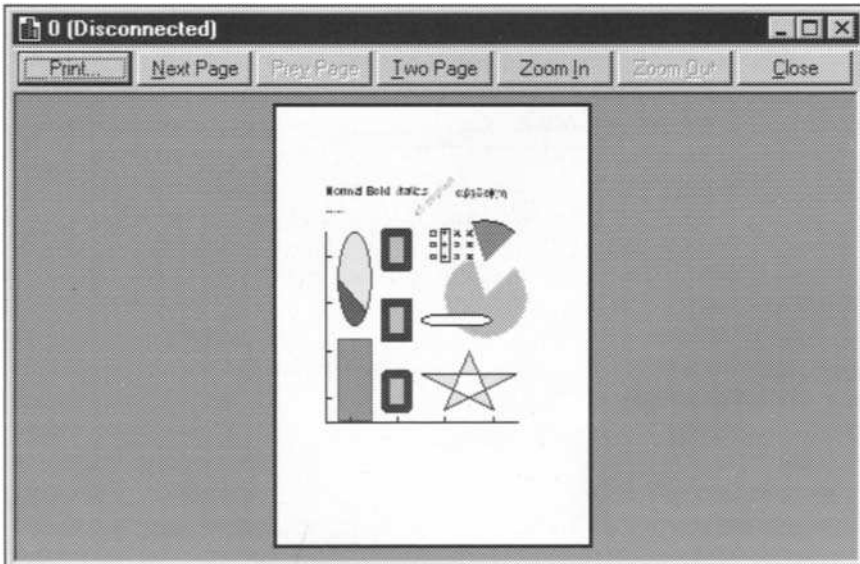 0 (Disconnected)
Print... Next Page Prev Page Two Page Zoom In Zoom Out Close
Normal Bold Italics